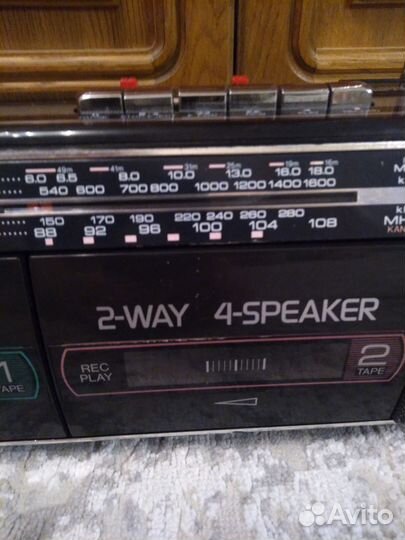 49m 41m 31m 25m 19m 16m
6.0 6.5 8.0 10.0 13.0 16.0 18.0
540 600 700 800 1000 1200 1400 1600
150 170 190 220 240 260 280
88 92 96 100 104 108
KAN
2-WAY 4-SPEAKER
1
TAPE
REC
PLAY
2
TAPE
Avito